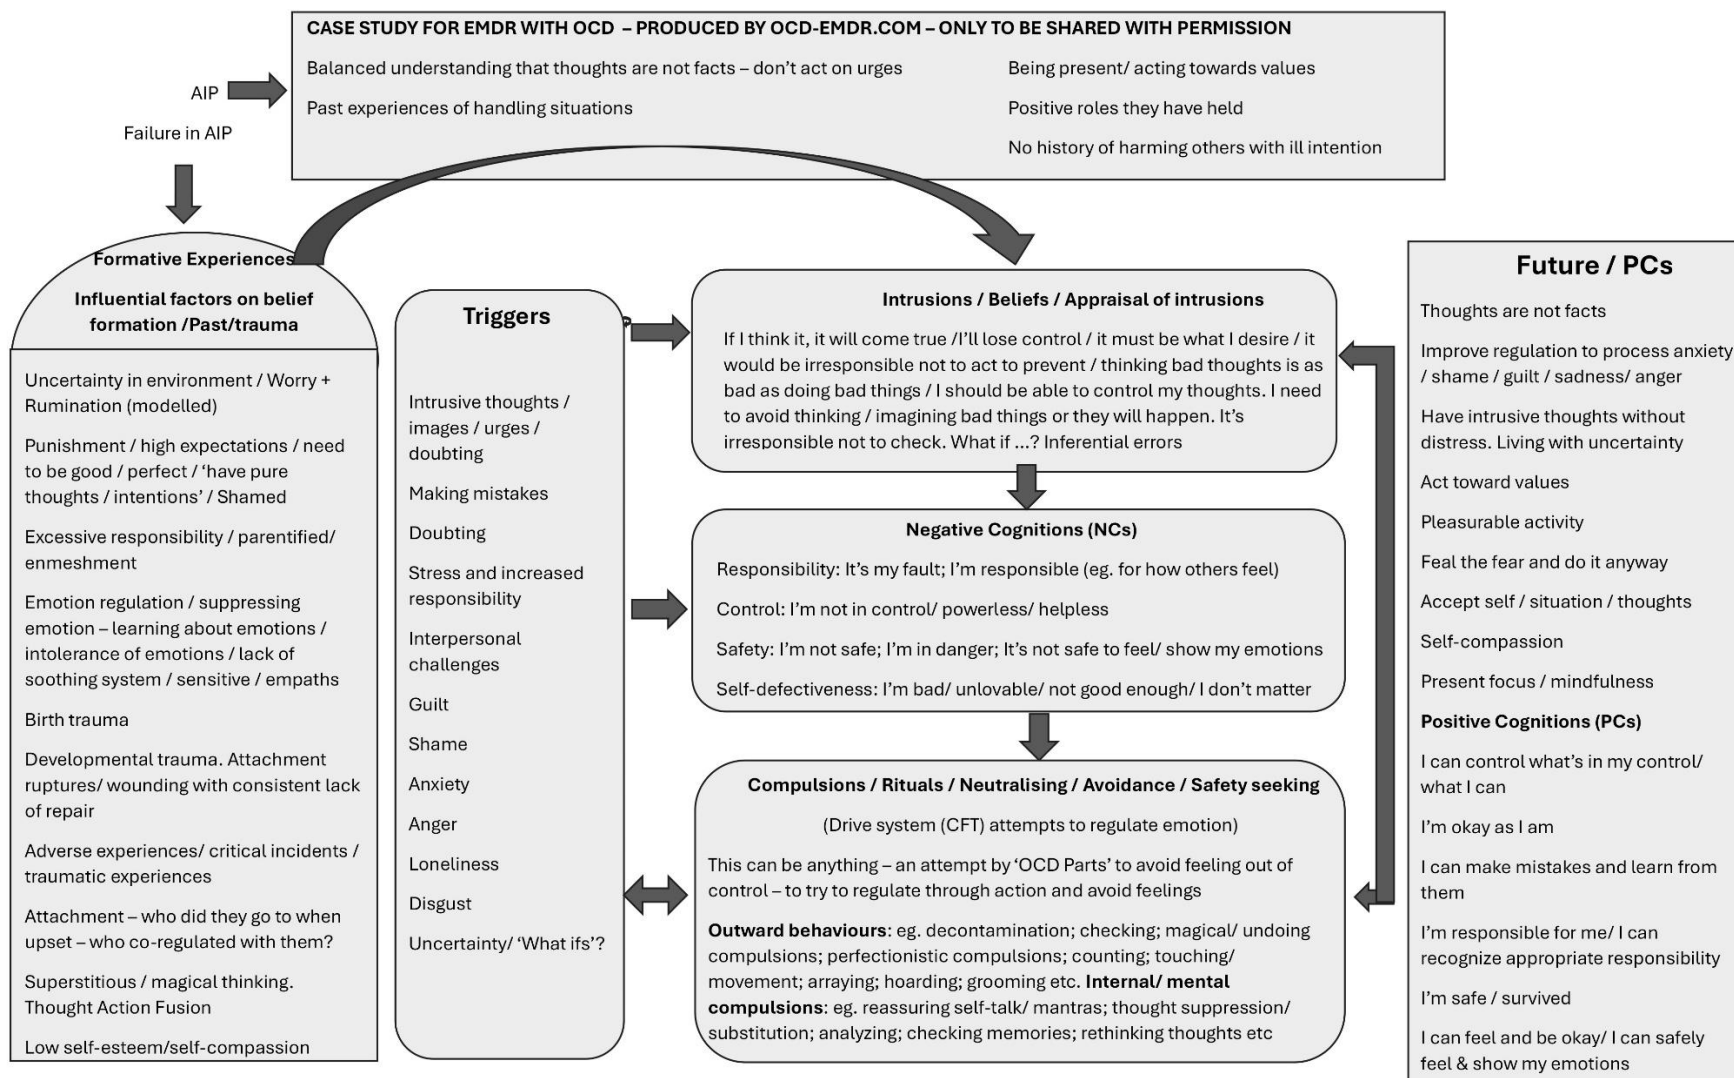 CASE STUDY FOR EMDR WITH OCD – PRODUCED BY OCD-EMDR.COM – ONLY TO BE SHARED WITH PERMISSION
Balanced understanding that thoughts are not facts – don’t act on urges
Past experiences of handling situations
Being present/ acting towards values
Positive roles they have held
No history of harming others with ill intention
AIP
Failure in AIP
Formative Experiences
Influential factors on belief
formation /Past/trauma
Uncertainty in environment / Worry +
Rumination (modelled)
Punishment / high expectations / need
to be good / perfect / ‘have pure
thoughts / intentions’ / Shamed
Excessive responsibility / parentified/
enmeshment
Emotion regulation / suppressing
emotion – learning about emotions /
intolerance of emotions / lack of
soothing system / sensitive / empaths
Birth trauma
Developmental trauma. Attachment
ruptures/ wounding with consistent lack
of repair
Adverse experiences/ critical incidents /
traumatic experiences
Attachment – who did they go to when
upset – who co-regulated with them?
Superstitious / magical thinking.
Thought Action Fusion
Low self-esteem/self-compassion
Triggers
Intrusive thoughts /
images / urges /
doubting
Making mistakes
Doubting
Stress and increased
responsibility
Interpersonal
challenges
Guilt
Shame
Anxiety
Anger
Loneliness
Disgust
Uncertainty/ ‘What ifs’?
Intrusions / Beliefs / Appraisal of intrusions
If I think it, it will come true /I’ll lose control / it must be what I desire / it
would be irresponsible not to act to prevent / thinking bad thoughts is as
bad as doing bad things / I should be able to control my thoughts. I need
to avoid thinking / imagining bad things or they will happen. It’s
irresponsible not to check. What if ...? Inferential errors
Negative Cognitions (NCs)
Responsibility: It’s my fault; I’m responsible (eg. for how others feel)
Control: I’m not in control/ powerless/ helpless
Safety: I’m not safe; I’m in danger; It’s not safe to feel/ show my emotions
Self-defectiveness: I’m bad/ unlovable/ not good enough/ I don’t matter
Compulsions / Rituals / Neutralising / Avoidance / Safety seeking
(Drive system (CFT) attempts to regulate emotion)
This can be anything – an attempt by ‘OCD Parts’ to avoid feeling out of
control – to try to regulate through action and avoid feelings
Outward behaviours: eg. decontamination; checking; magical/ undoing
compulsions; perfectionistic compulsions; counting; touching/
movement; arraying; hoarding; grooming etc. Internal/ mental
compulsions: eg. reassuring self-talk/ mantras; thought suppression/
substitution; analyzing; checking memories; rethinking thoughts etc
Future / PCs
Thoughts are not facts
Improve regulation to process anxiety
/ shame / guilt / sadness/ anger
Have intrusive thoughts without
distress. Living with uncertainty
Act toward values
Pleasurable activity
Feal the fear and do it anyway
Accept self / situation / thoughts
Self-compassion
Present focus / mindfulness
Positive Cognitions (PCs)
I can control what’s in my control/
what I can
I’m okay as I am
I can make mistakes and learn from
them
I’m responsible for me/ I can
recognize appropriate responsibility
I’m safe / survived
I can feel and be okay/ I can safely
feel & show my emotions